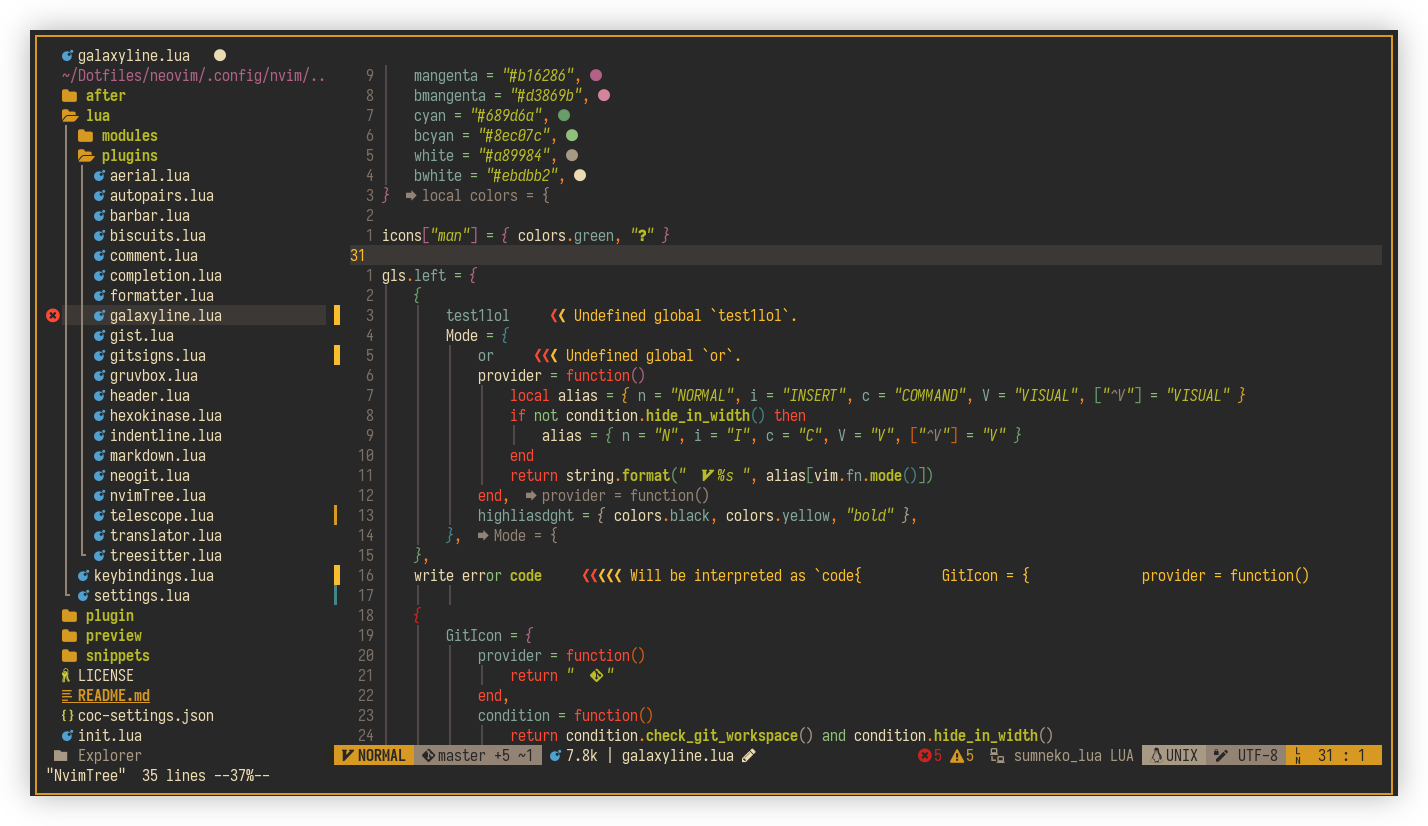 galaxyline.lua
~/Dotfiles/neovim/.config/nvim/..
after
lua
modules
plugins
aerial.lua
autopairs.lua
barbar.lua
biscuits.lua
comment.lua
completion.lua
formatter.lua
galaxyline.lua
gist.lua
gitsigns.lua
gruvbox.lua
header.lua
hexokinase.lua
indentline.lua
markdown.lua
neogit.lua
nvimTree.lua
telescope.lua
translator.lua
treesitter.lua
keybindings.lua
settings.lua
plugin
preview
snippets
LICENSE
README.md
{} coc-settings.json
init.lua
Explorer
9 mangenta = "#b16286",
8 bmangenta = "#d3869b",
7 cyan = "#689d6a",
6 bcyan = "#8ec07c",
5 white = "#a89984",
4 bwhite = "#ebdbb2",
3 } ➡ local colors = {
2
1 icons["man"] = { colors.green, "?" }
31
1 gls.left = {
2 {
3 test1lol ❮❮ Undefined global `test1lol`.
4 Mode = {
5 or ❮❮❮ Undefined global `or`.
6 provider = function()
7 local alias = { n = "NORMAL", i = "INSERT", c = "COMMAND", V = "VISUAL", ["^V"] = "VISUAL" }
8 if not condition.hide_in_width() then
9 alias = { n = "N", i = "I", c = "C", V = "V", ["^V"] = "V" }
10 end
11 return string.format("  %s ", alias[vim.fn.mode()])
12 end, ➡ provider = function()
13 highliasdght = { colors.black, colors.yellow, "bold" },
14 }, ➡ Mode = {
15 },
16 write error code ❮❮❮❮❮ Will be interpreted as `code{ GitIcon = { provider = function()
17
18 {
19 GitIcon = {
20 provider = function()
21 return "  "
22 end,
23 condition = function()
24 return condition.check_git_workspace() and condition.hide_in_width()
NORMAL master +5 ~1 7.8k | galaxyline.lua 5 5 sumneko_lua LUA UNIX UTF-8 LN 31 : 1
"NvimTree" 35 lines --37%--